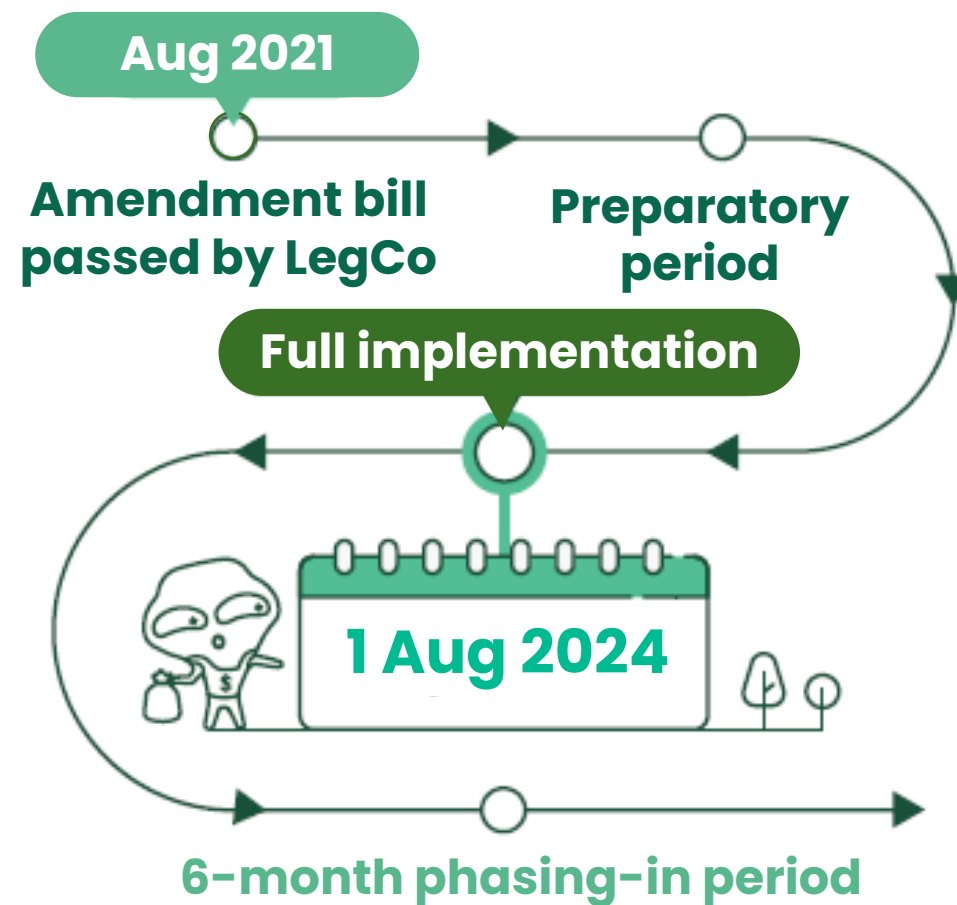 Aug 2021
Amendment bill
passed by LegCo
Preparatory
period
Full implementation
1 Aug 2024
$
6-month phasing-in period